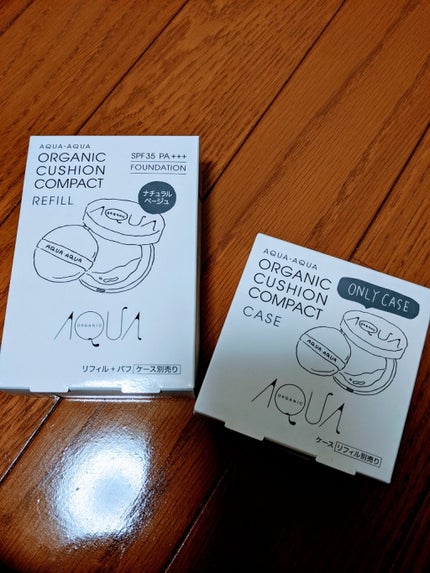 AQUA・AQUA
ORGANIC
CUSHION
COMPACT
REFILL
SPF35 PA+++
FOUNDATION
ナチュラル
ベージュ
AQUA
AQUA AQUA
AQUA
ORGANIC
リフィル+パフ ケース別売り
AQUA・AQUA
ORGANIC
CUSHION
COMPACT
CASE
ONLY CASE
AQUA AQUA
AQUA
ORGANIC
ケース リフィル別売り